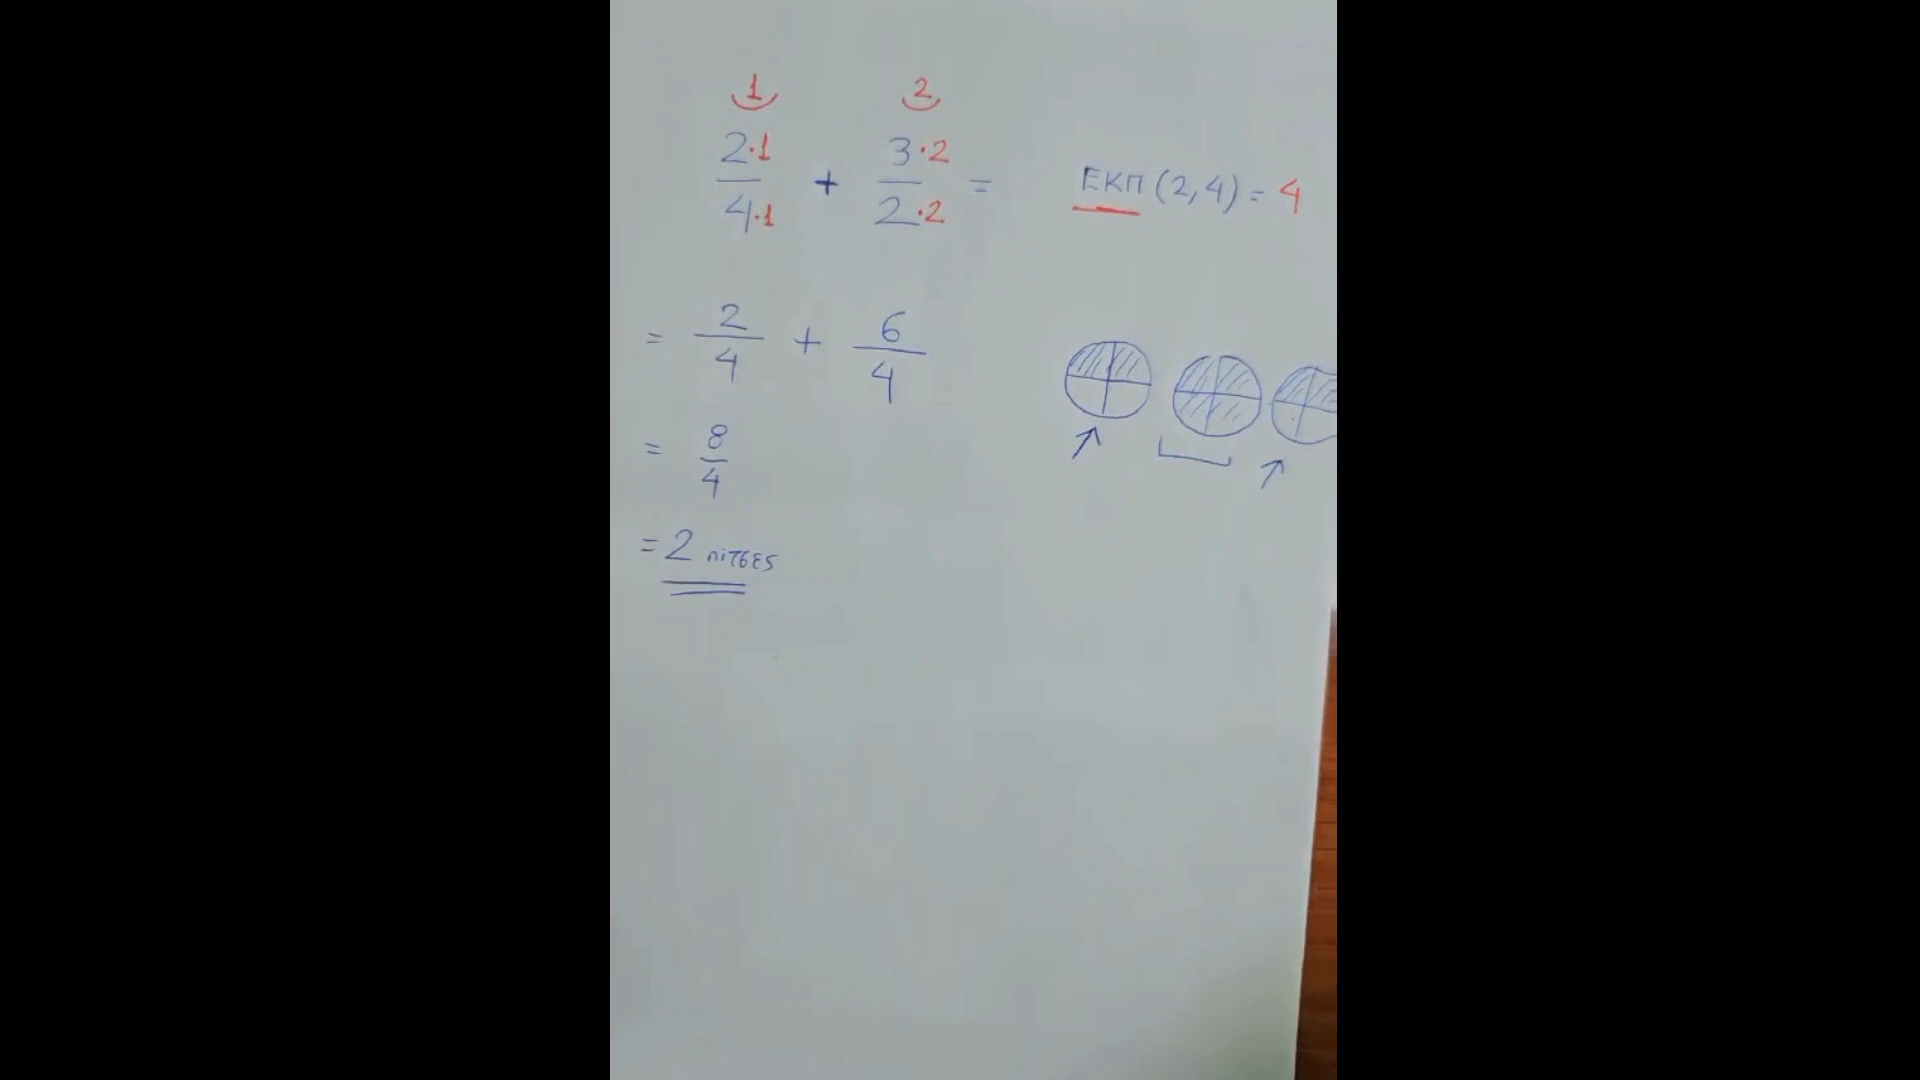 1 2
2·1/4·1 + 3·2/2·2 = ΕΚΠ (2,4) = 4
= 2/4 + 6/4
= 8/4
= 2 πίτσες